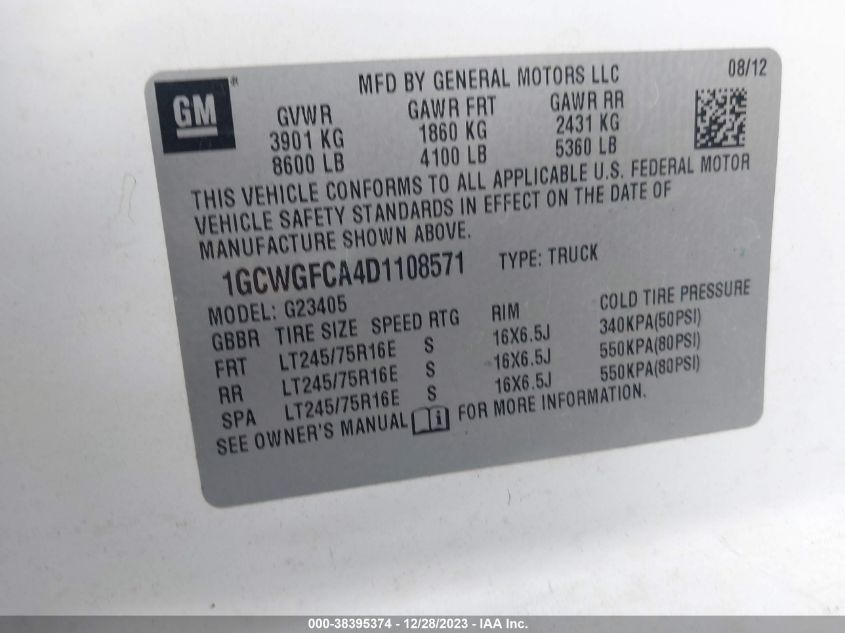 GM®
MFD BY GENERAL MOTORS LLC 08/12
GVWR GAWR FRT GAWR RR
3901 KG 1860 KG 2431 KG
8600 LB 4100 LB 5360 LB
THIS VEHICLE CONFORMS TO ALL APPLICABLE U.S. FEDERAL MOTOR
VEHICLE SAFETY STANDARDS IN EFFECT ON THE DATE OF
MANUFACTURE SHOWN ABOVE.
1GCWGFCA4D1108571 TYPE: TRUCK
MODEL: G23405
GBBR TIRE SIZE SPEED RTG RIM COLD TIRE PRESSURE
FRT LT245/75R16E S 16X6.5J 340KPA(50PSI)
RR LT245/75R16E S 16X6.5J 550KPA(80PSI)
SPA LT245/75R16E S 16X6.5J 550KPA(80PSI)
SEE OWNER'S MANUAL i FOR MORE INFORMATION.
000-38395374 / 12/28/2023 - IAA Inc.